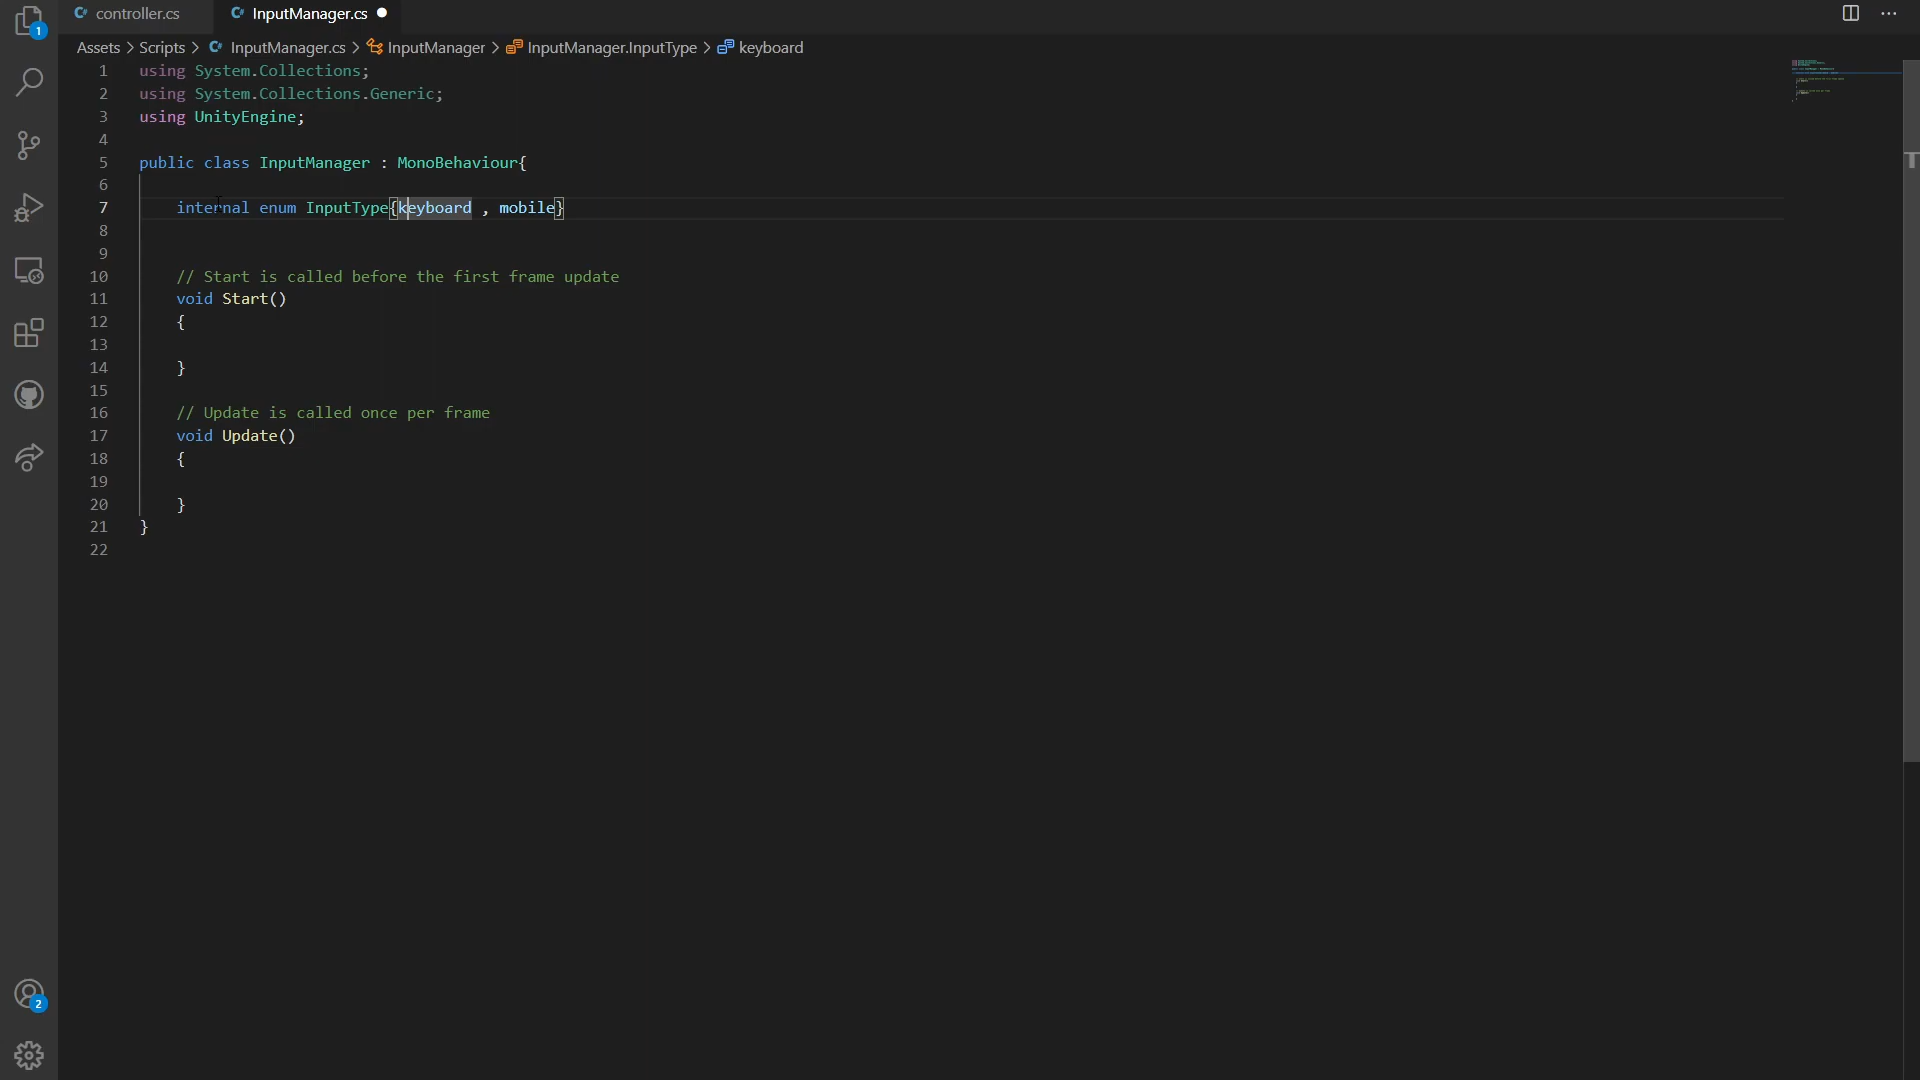 controller.cs InputManager.cs
1
Assets > Scripts > InputManager.cs > InputManager > InputManager.InputType > keyboard
1 using System.Collections;
2 using System.Collections.Generic;
3 using UnityEngine;
4
5 public class InputManager : MonoBehaviour{
6
7 internal enum InputType{keyboard , mobile}
8
9
10 // Start is called before the first frame update
11 void Start()
12 {
13
14 }
15
16 // Update is called once per frame
17 void Update()
18 {
19
20 }
21 }
22
2